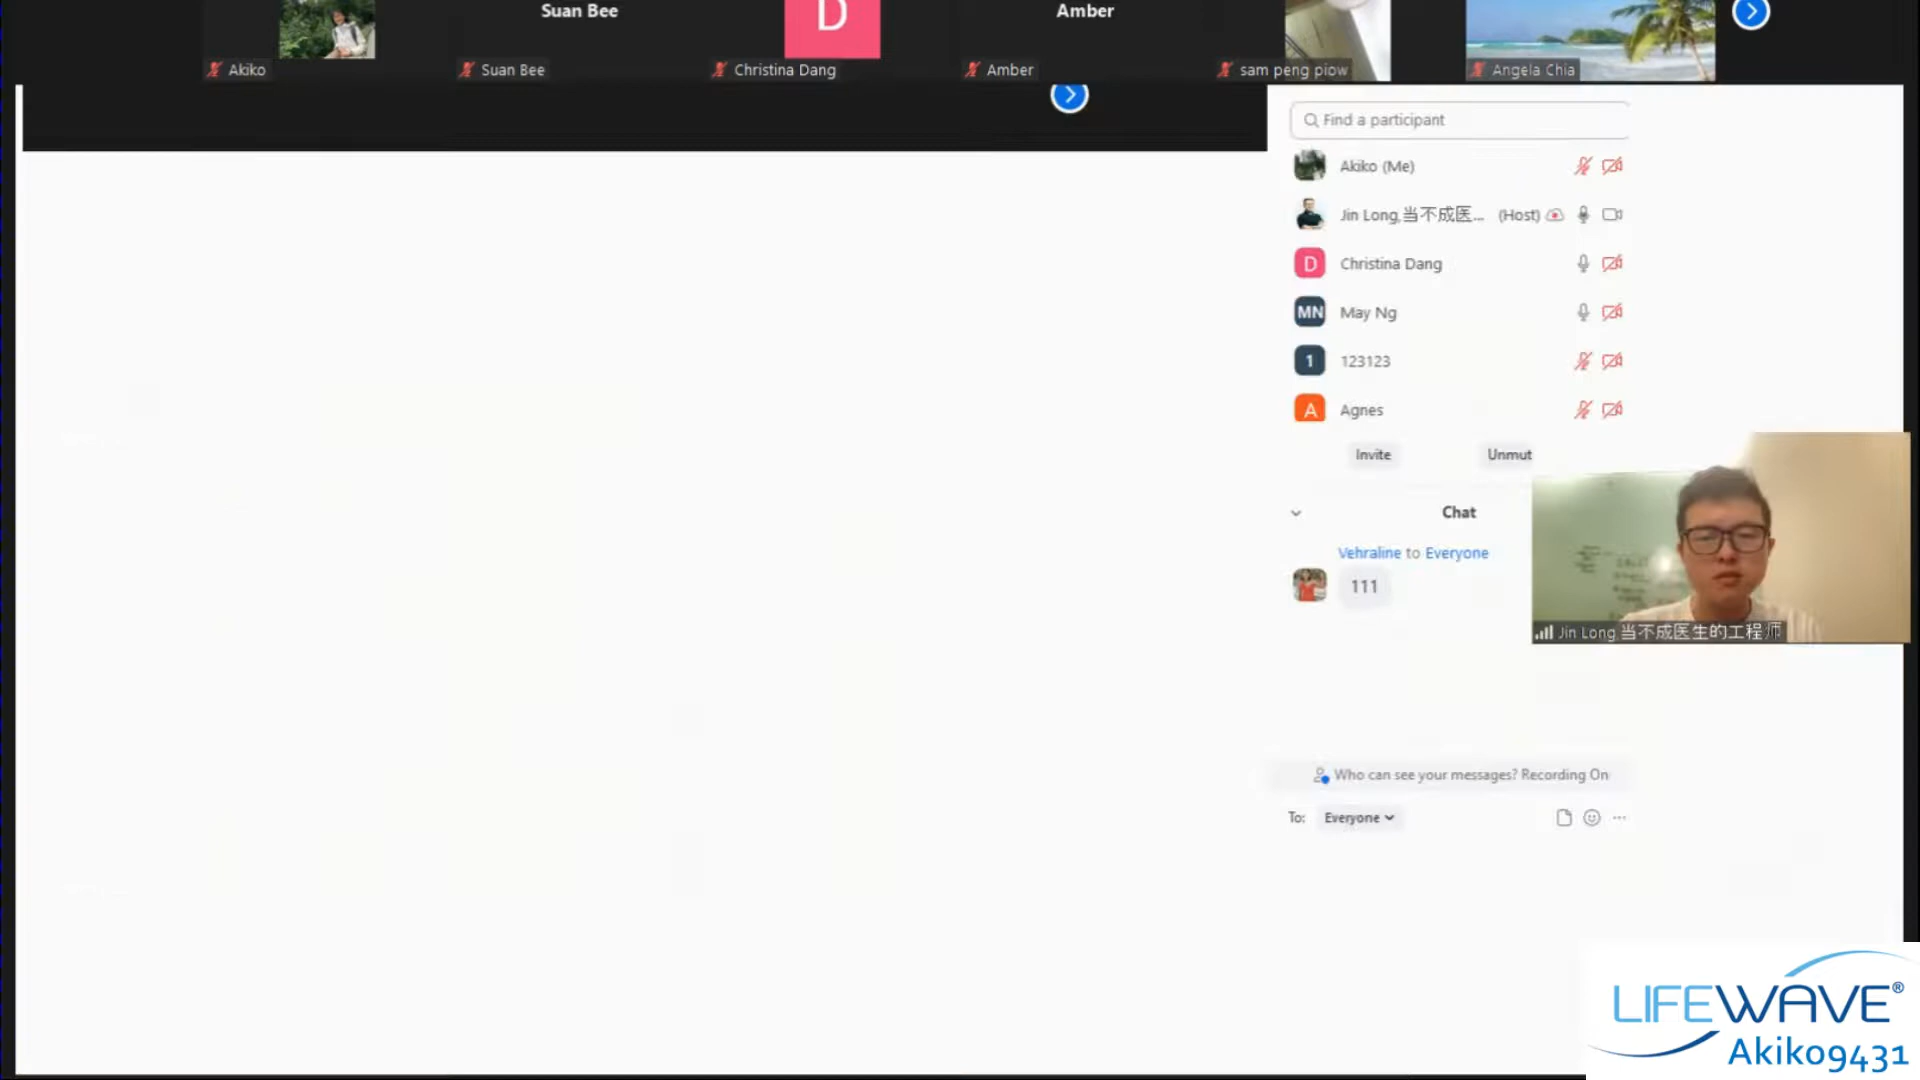 Suan Bee
D
Amber
Akiko
Suan Bee
Christina Dang
Amber
sam peng piow
Angela Chia
Find a participant
Akiko (Me)
Jin Long,当不成医... (Host)
D Christina Dang
MN May Ng
1 123123
A Agnes
Invite Unmut
Chat
Vehraline to Everyone
111
Jin Long 当不成医生的工程师
Who can see your messages? Recording On
To: Everyone
LIFEWAVE®
Akiko9431